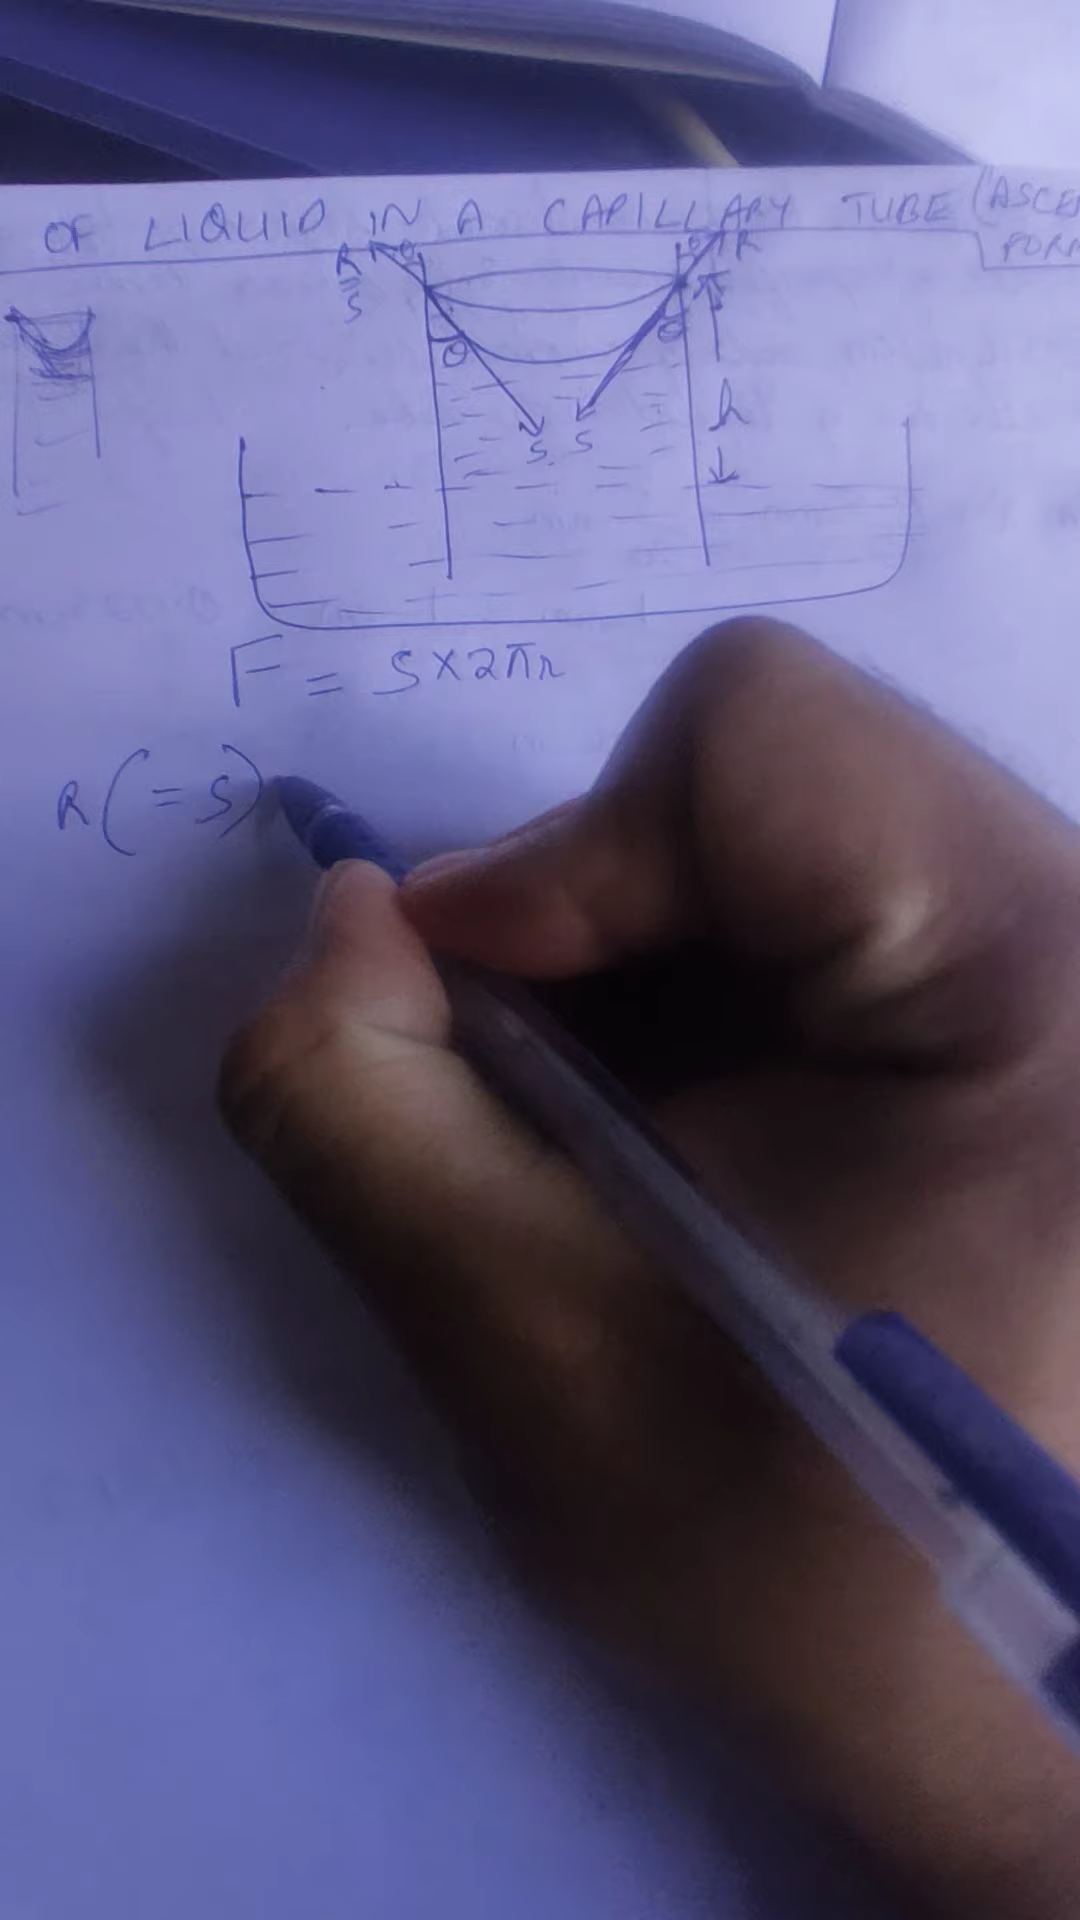 OF LIQUID IN A CAPILLARY TUBE (ASCE
FORM
R θ θ R
S
θ θ
h
S S
F = S×2πr
R (= S)